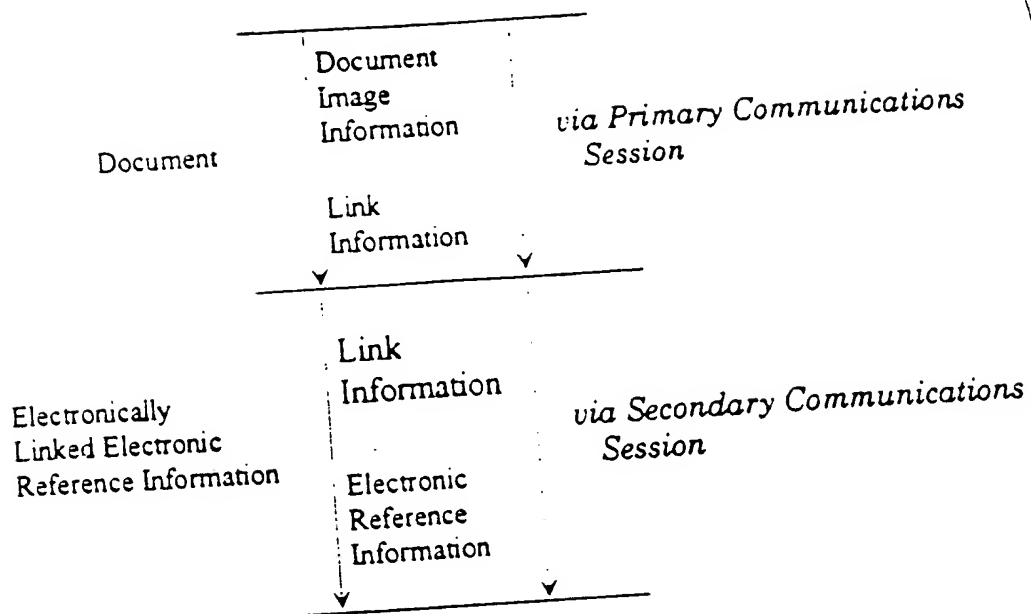 Document
Image
Information
via Primary Communications
Session
Document
Link
Information
Link
Information
Electronically
Linked Electronic
Reference Information
via Secondary Communications
Session
Electronic
Reference
Information